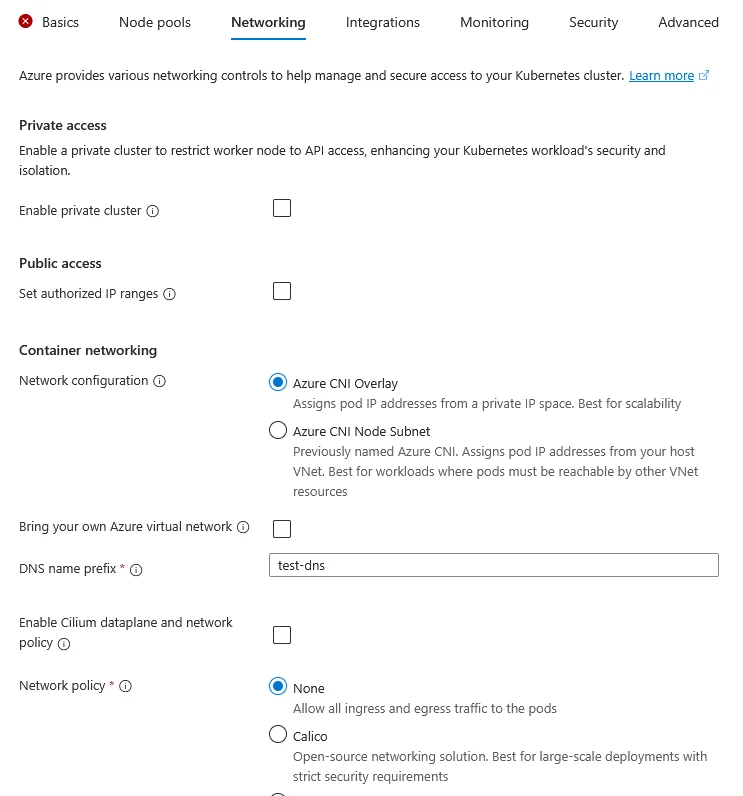 Basics Node pools Networking Integrations Monitoring Security Advanced
Azure provides various networking controls to help manage and secure access to your Kubernetes cluster. Learn more
Private access
Enable a private cluster to restrict worker node to API access, enhancing your Kubernetes workload's security and
isolation.
Enable private cluster
Public access
Set authorized IP ranges
Container networking
Network configuration
Azure CNI Overlay
Assigns pod IP addresses from a private IP space. Best for scalability
Azure CNI Node Subnet
Previously named Azure CNI. Assigns pod IP addresses from your host
VNet. Best for workloads where pods must be reachable by other VNet
resources
Bring your own Azure virtual network
DNS name prefix *
test-dns
Enable Cilium dataplane and network
policy
Network policy *
None
Allow all ingress and egress traffic to the pods
Calico
Open-source networking solution. Best for large-scale deployments with
strict security requirements